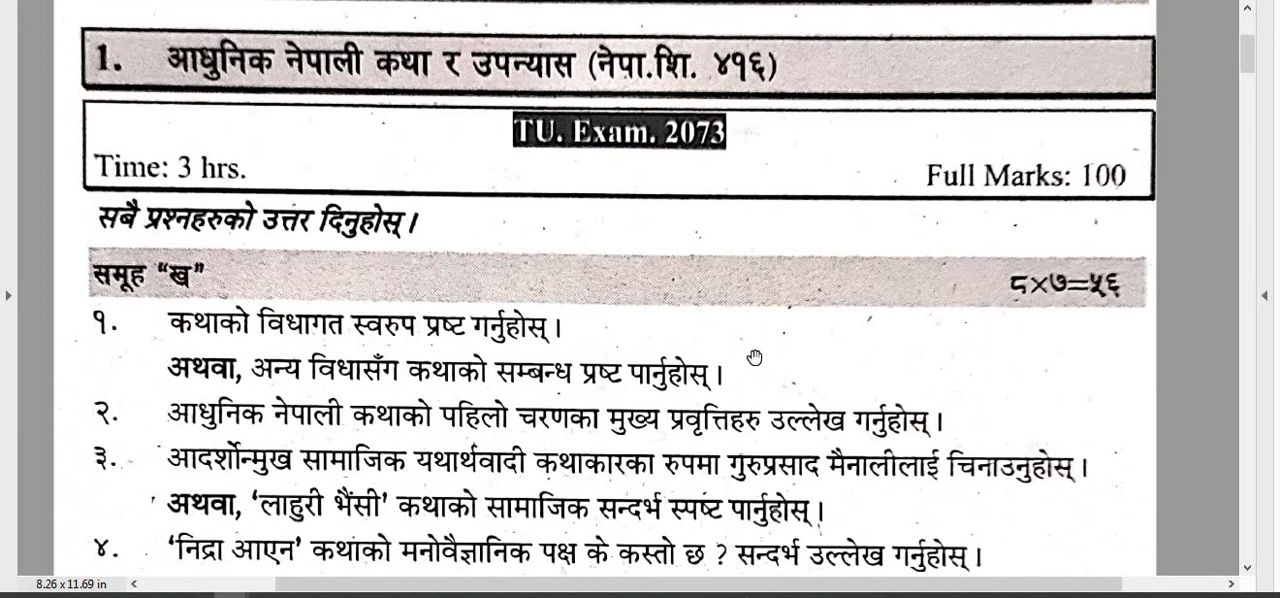 1. आधुनिक नेपाली कथा र उपन्यास (नेपा.शि. ४१६)
TU. Exam. 2073
Time: 3 hrs. Full Marks: 100
सबै प्रश्नहरुको उत्तर दिनुहोस् ।
समूह "ख" ८×७=५६
१. कथाको विधागत स्वरुप प्रष्ट गर्नुहोस् ।
अथवा, अन्य विधासँग कथाको सम्बन्ध प्रष्ट पार्नुहोस् ।
२. आधुनिक नेपाली कथाको पहिलो चरणका मुख्य प्रवृत्तिहरु उल्लेख गर्नुहोस् ।
३. आदर्शोन्मुख सामाजिक यथार्थवादी कथाकारका रुपमा गुरुप्रसाद मैनालीलाई चिनाउनुहोस् ।
अथवा, 'लाहुरी भैंसी' कथाको सामाजिक सन्दर्भ स्पष्ट पार्नुहोस् ।
४. 'निद्रा आएन' कथाको मनोवैज्ञानिक पक्ष के कस्तो छ ? सन्दर्भ उल्लेख गर्नुहोस् ।
8.26 x 11.69 in